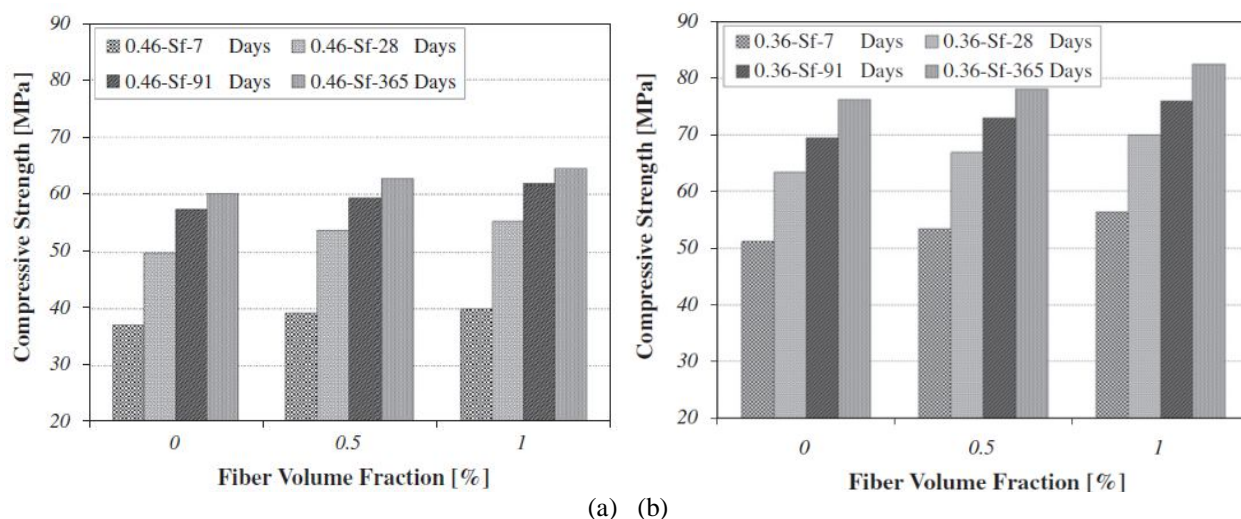 90
80
70
60
50
40
30
20
Compressive Strength [MPa]
0.46-Sf-7 Days 0.46-Sf-28 Days
0.46-Sf-91 Days 0.46-Sf-365 Days
0 0.5 1
Fiber Volume Fraction [%]
90
80
70
60
50
40
30
20
Compressive Strength [MPa]
0.36-Sf-7 Days 0.36-Sf-28 Days
0.36-Sf-91 Days 0.36-Sf-365 Days
0 0.5 1
Fiber Volume Fraction [%]
(a) (b)